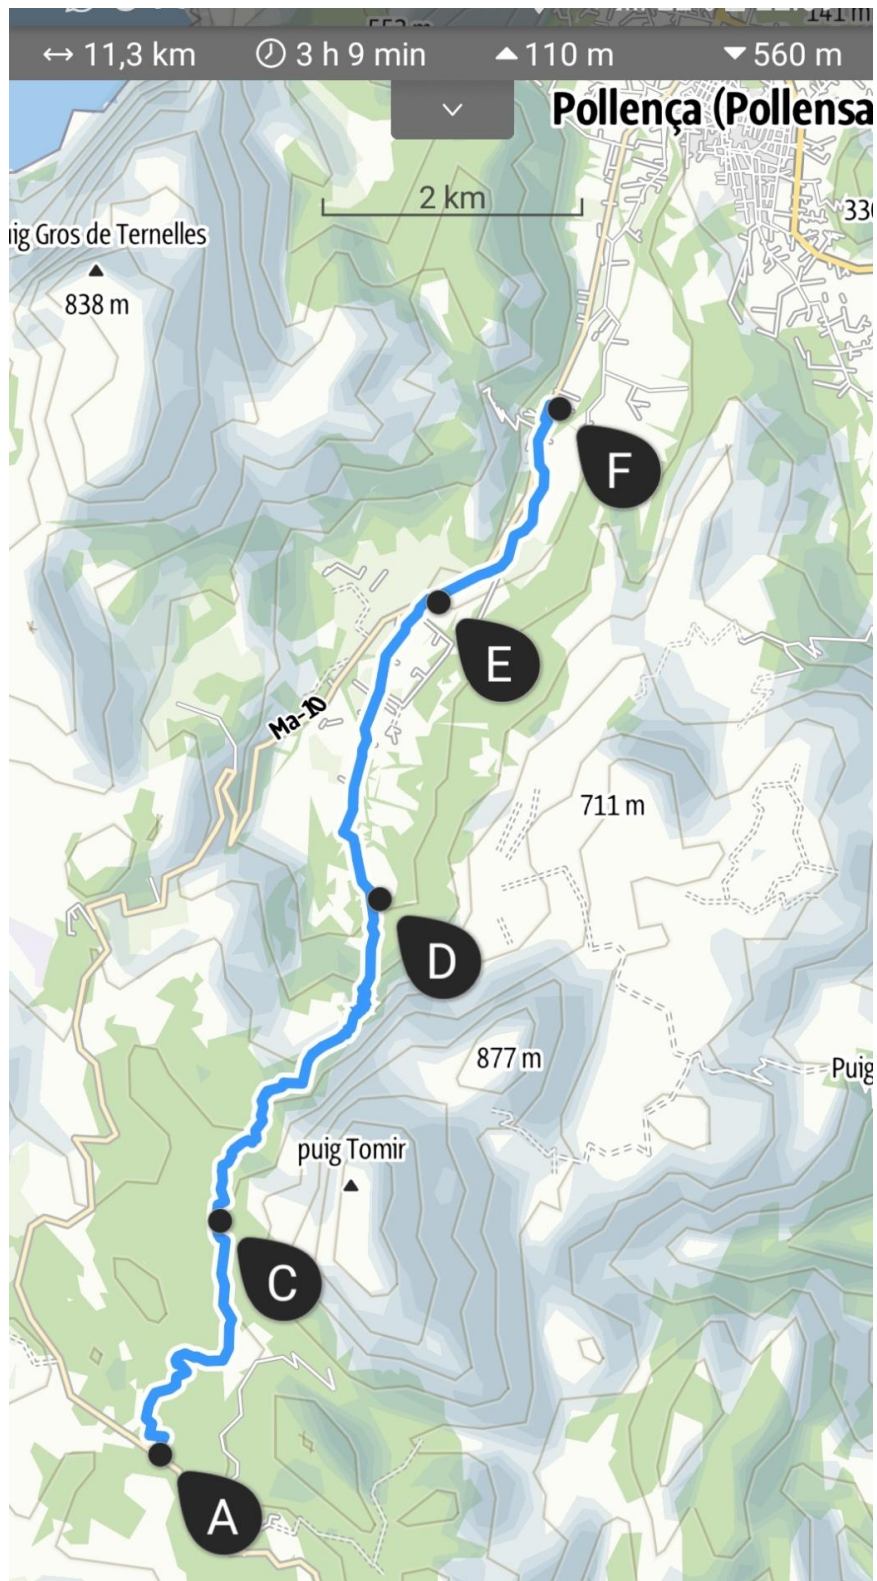 ↔ 11,3 km 3 h 9 min ▲ 110 m ▼ 560 m
Pollença (Pollensa
2 km
330
ig Gros de Ternelles
838 m
F
E
Ma-10
711 m
D
877 m
Puig
puig Tomir
C
A